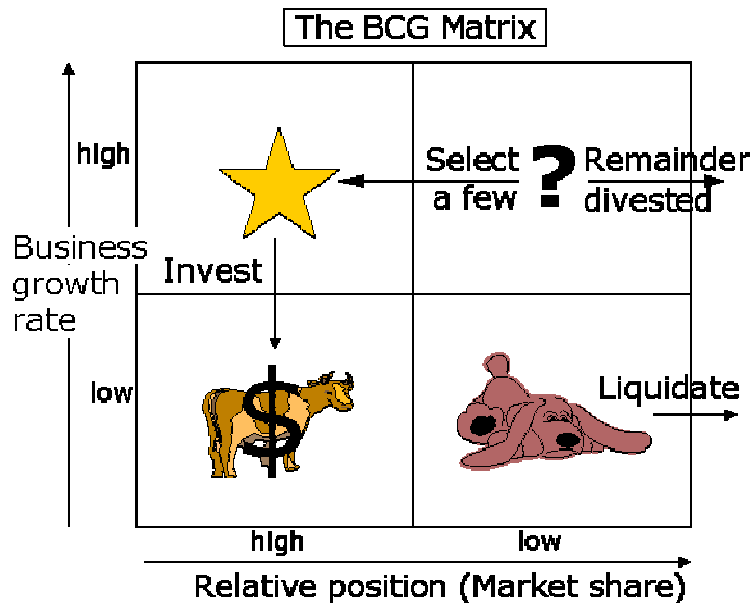 The BCG Matrix
high
Select
a few
?
Remainder
divested
Business
growth
rate
Invest
low
$
Liquidate
high
low
Relative position (Market share)